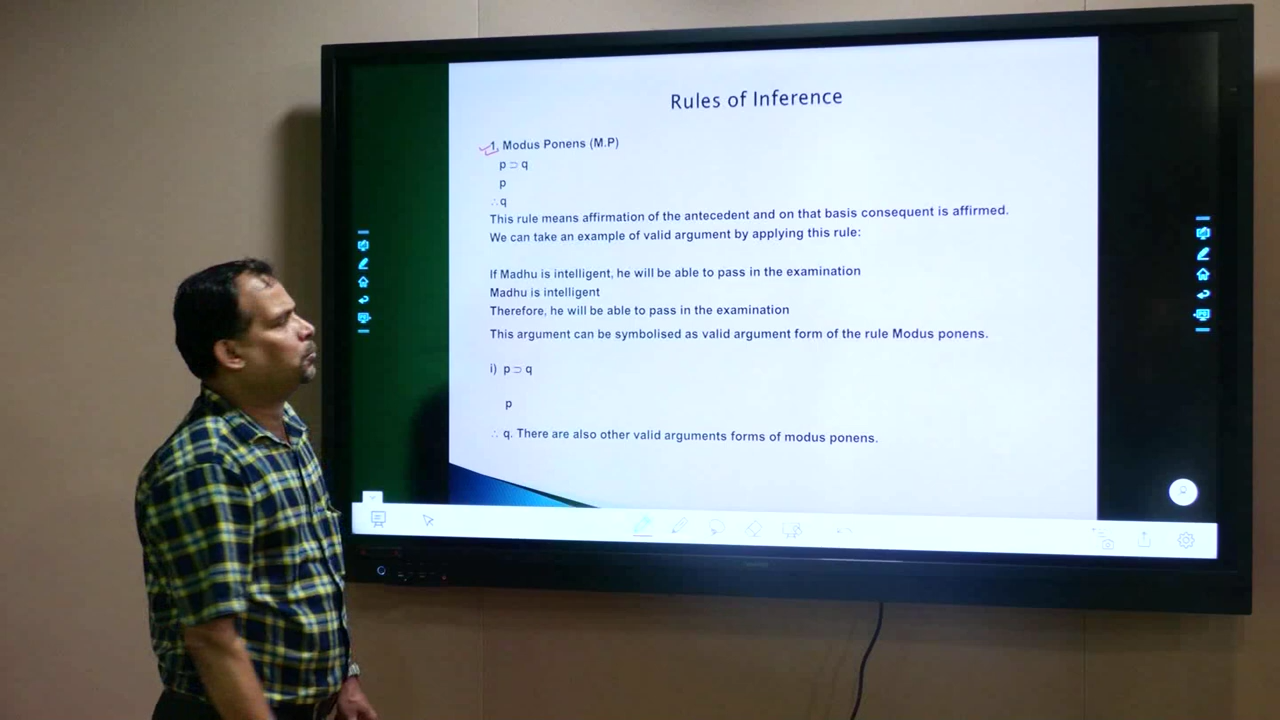 Rules of Inference
1. Modus Ponens (M.P)
p ⊃ q
p
∴ q
This rule means affirmation of the antecedent and on that basis consequent is affirmed.
We can take an example of valid argument by applying this rule:
If Madhu is intelligent, he will be able to pass in the examination
Madhu is intelligent
Therefore, he will be able to pass in the examination
This argument can be symbolised as valid argument form of the rule Modus ponens.
i) p ⊃ q
p
∴ q. There are also other valid arguments forms of modus ponens.